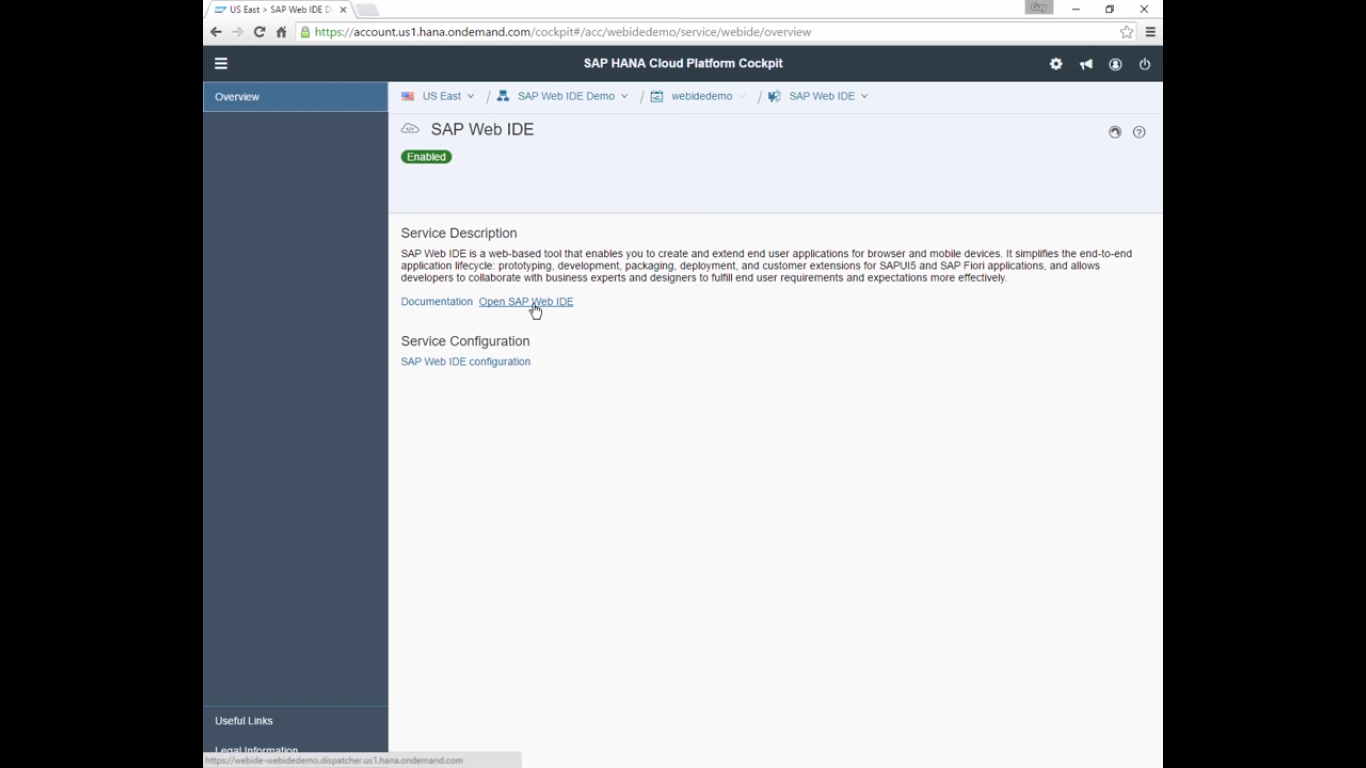 US East > SAP Web IDE D
Guy
https://account.us1.hana.ondemand.com/cockpit#/acc/webidedemo/service/webide/overview
SAP HANA Cloud Platform Cockpit
Overview
US East / SAP Web IDE Demo / webidedemo / SAP Web IDE
SAP Web IDE
Enabled
Service Description
SAP Web IDE is a web-based tool that enables you to create and extend end user applications for browser and mobile devices. It simplifies the end-to-end
application lifecycle: prototyping, development, packaging, deployment, and customer extensions for SAPUI5 and SAP Fiori applications, and allows
developers to collaborate with business experts and designers to fulfill end user requirements and expectations more effectively.
Documentation Open SAP Web IDE
Service Configuration
SAP Web IDE configuration
Useful Links
Legal Information
https://webide-webidedemo.dispatcher.us1.hana.ondemand.com